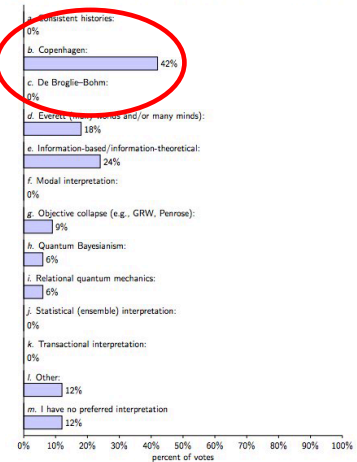 a. Consistent histories:
0%
b. Copenhagen:
42%
c. De Broglie–Bohm:
0%
d. Everett (many worlds and/or many minds):
18%
e. Information-based/information-theoretical:
24%
f. Modal interpretation:
0%
g. Objective collapse (e.g., GRW, Penrose):
9%
h. Quantum Bayesianism:
6%
i. Relational quantum mechanics:
6%
j. Statistical (ensemble) interpretation:
0%
k. Transactional interpretation:
0%
l. Other:
12%
m. I have no preferred interpretation
12%
0% 10% 20% 30% 40% 50% 60% 70% 80% 90% 100%
percent of votes